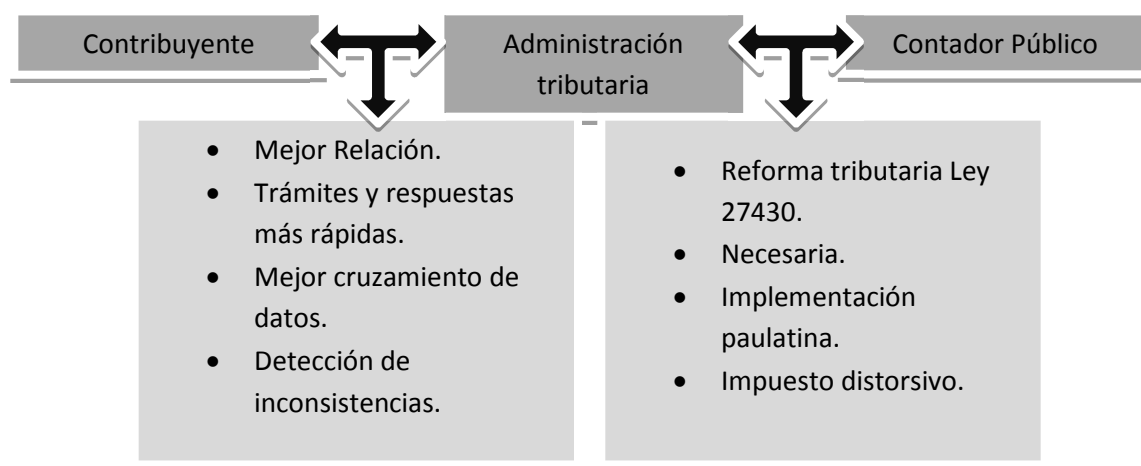 Contribuyente
Administración
tributaria
Contador Público
• Mejor Relación.
• Trámites y respuestas
más rápidas.
• Mejor cruzamiento de
datos.
• Detección de
inconsistencias.
• Reforma tributaria Ley
27430.
• Necesaria.
• Implementación
paulatina.
• Impuesto distorsivo.